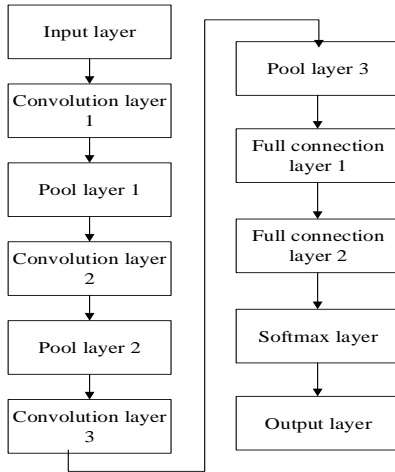 Input layer
Convolution layer
1
Pool layer 1
Convolution layer
2
Pool layer 2
Convolution layer
3
Pool layer 3
Full connection
layer 1
Full connection
layer 2
Softmax layer
Output layer